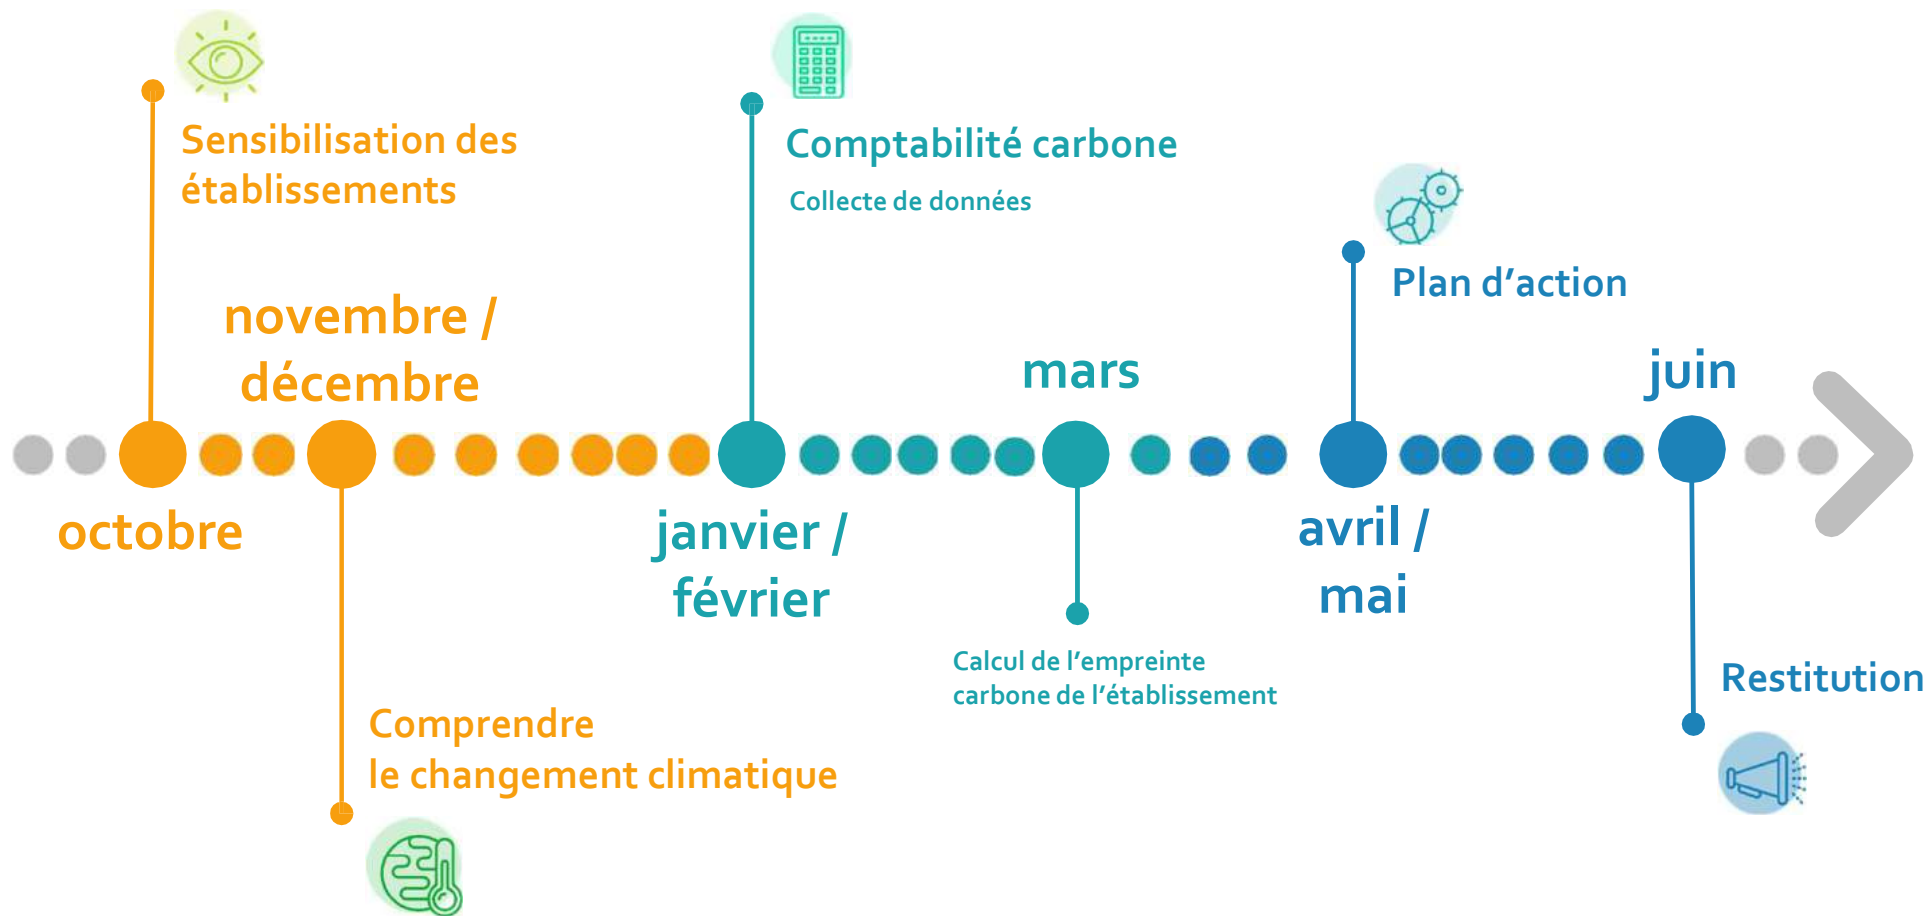 Sensibilisation des
établissements
octobre
novembre /
décembre
Comprendre
le changement climatique
Comptabilité carbone
Collecte de données
janvier /
février
mars
Calcul de l’empreinte
carbone de l’établissement
Plan d’action
avril /
mai
juin
Restitution